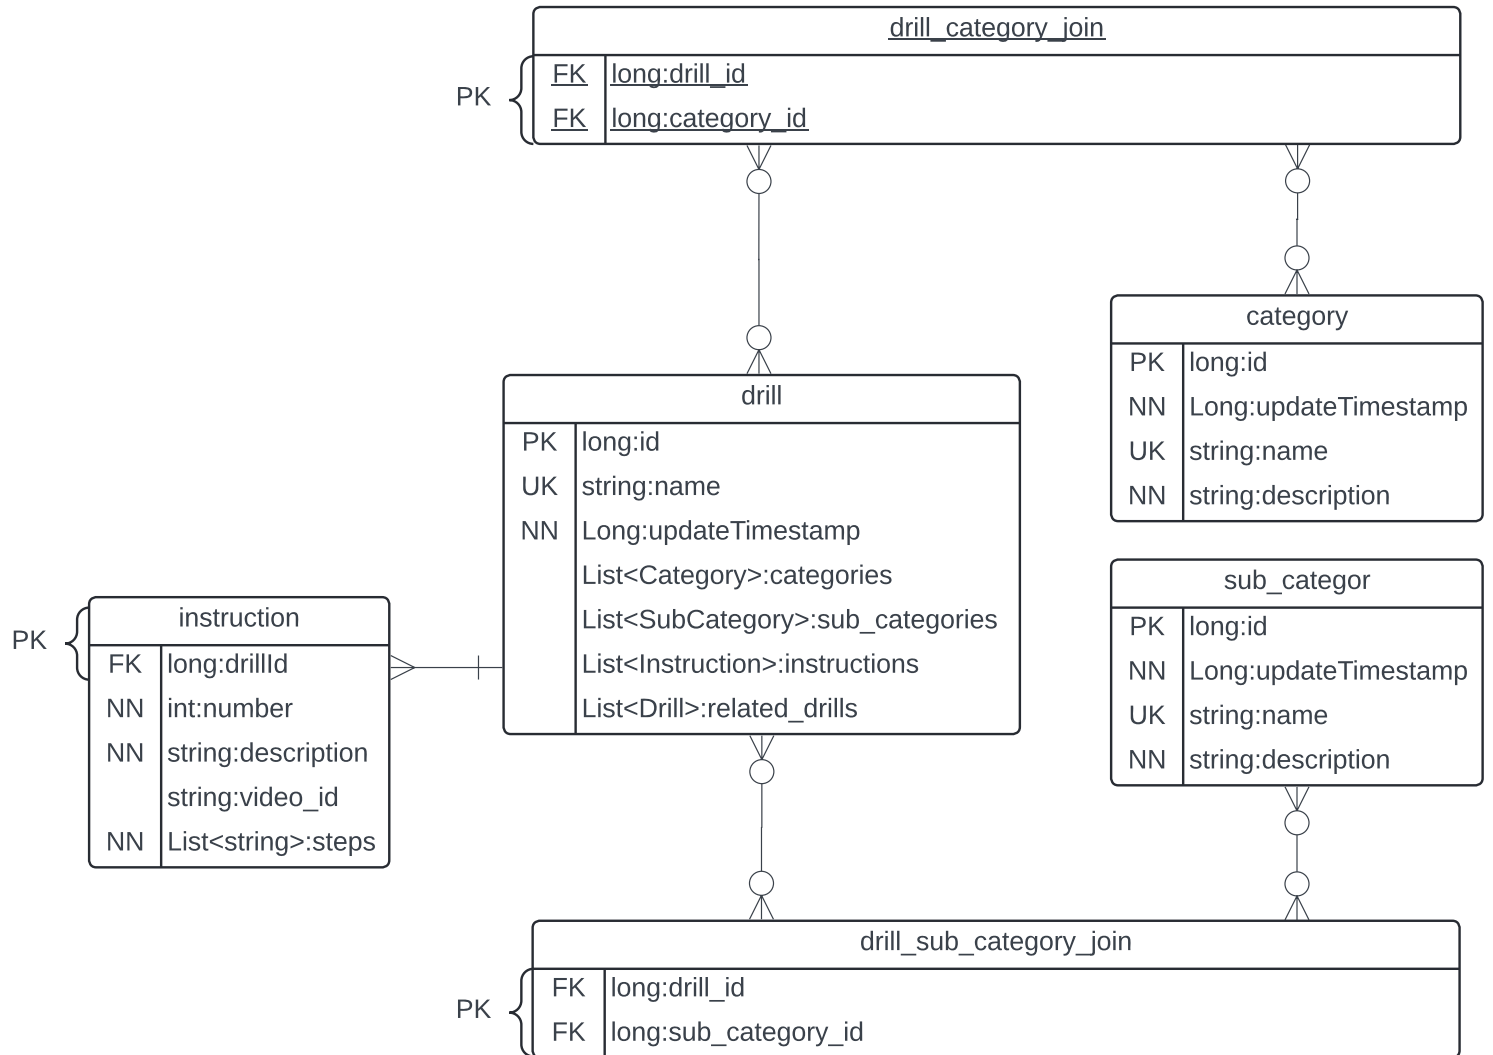 drill_category_join
PK
FK long:drill_id
FK long:category_id
category
PK long:id
NN Long:updateTimestamp
UK string:name
NN string:description
drill
PK long:id
UK string:name
NN Long:updateTimestamp
List<Category>:categories
List<SubCategory>:sub_categories
List<Instruction>:instructions
List<Drill>:related_drills
sub_categor
PK long:id
NN Long:updateTimestamp
UK string:name
NN string:description
instruction
PK
FK long:drillId
NN int:number
NN string:description
string:video_id
NN List<string>:steps
drill_sub_category_join
PK
FK long:drill_id
FK long:sub_category_id